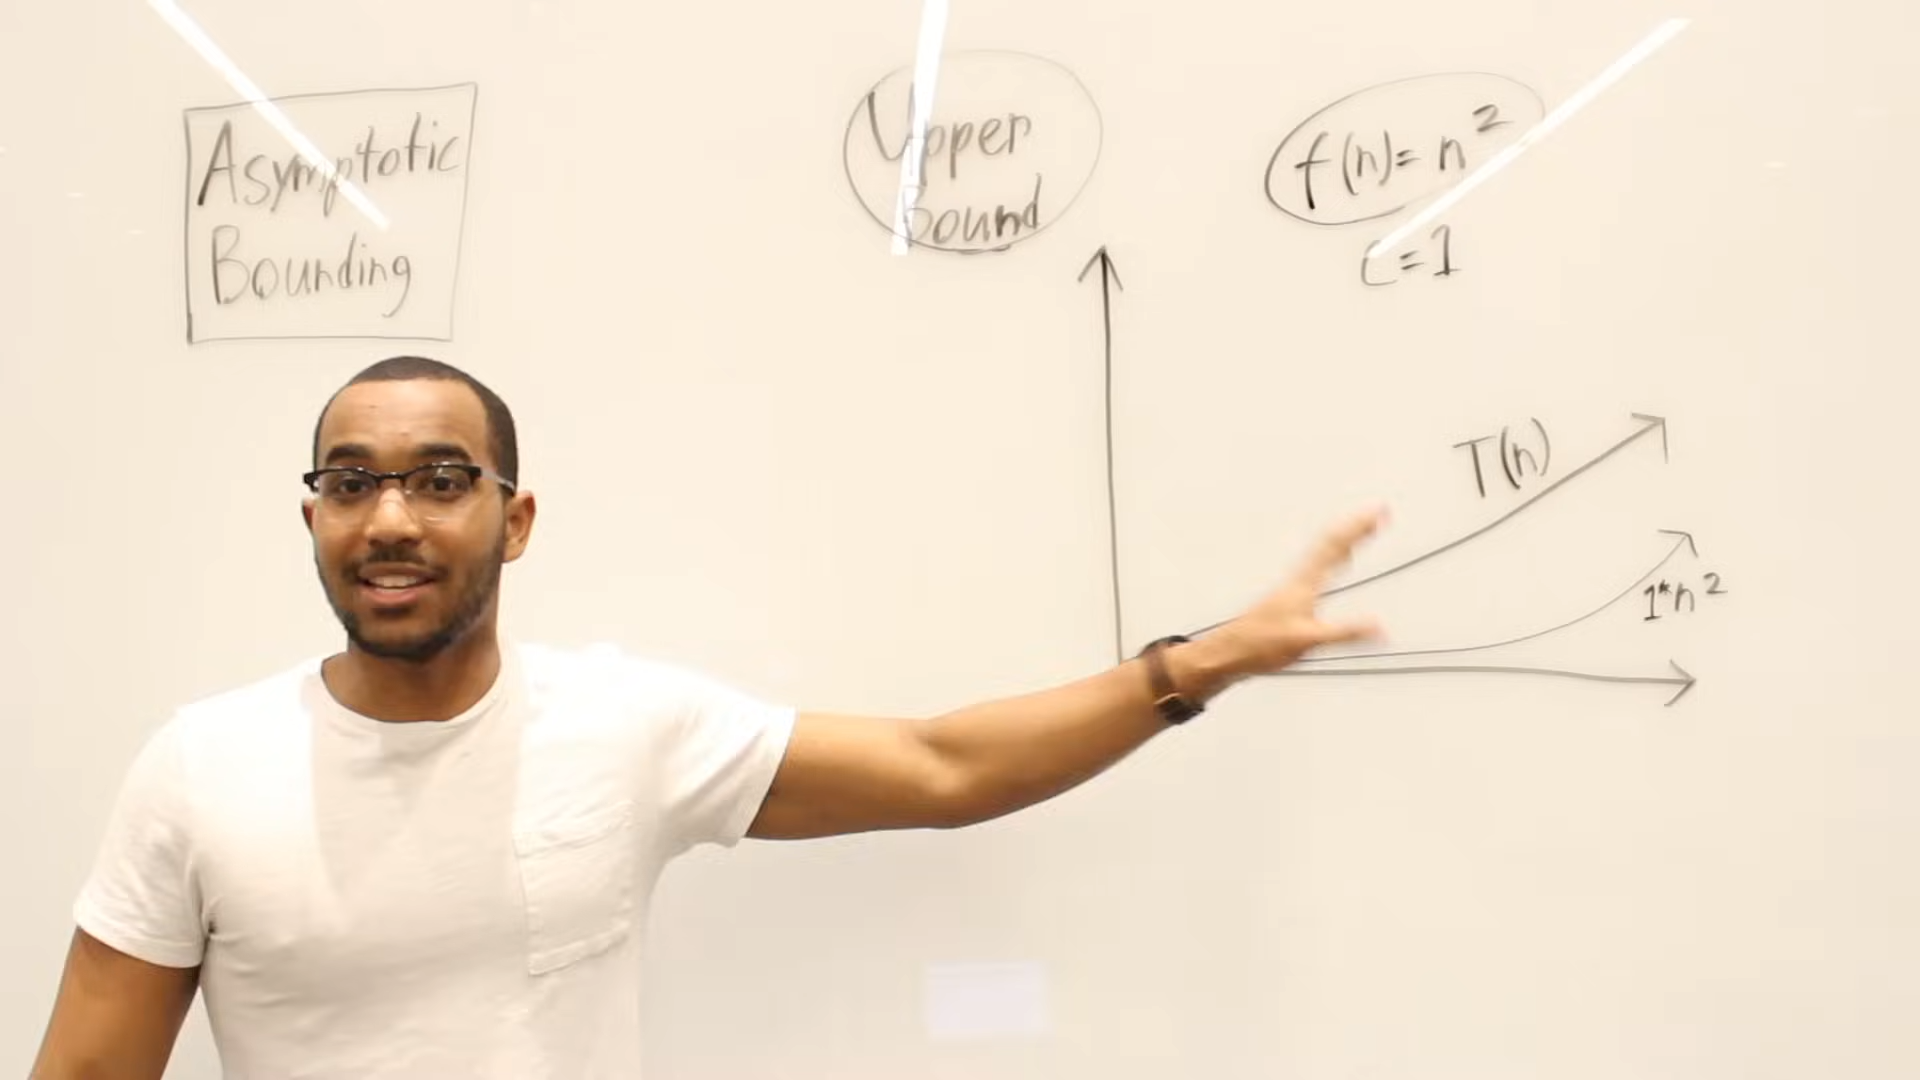 Asymptotic
Bounding
Upper
Bound
f(n)= n²
c=1
T(n)
1*n²